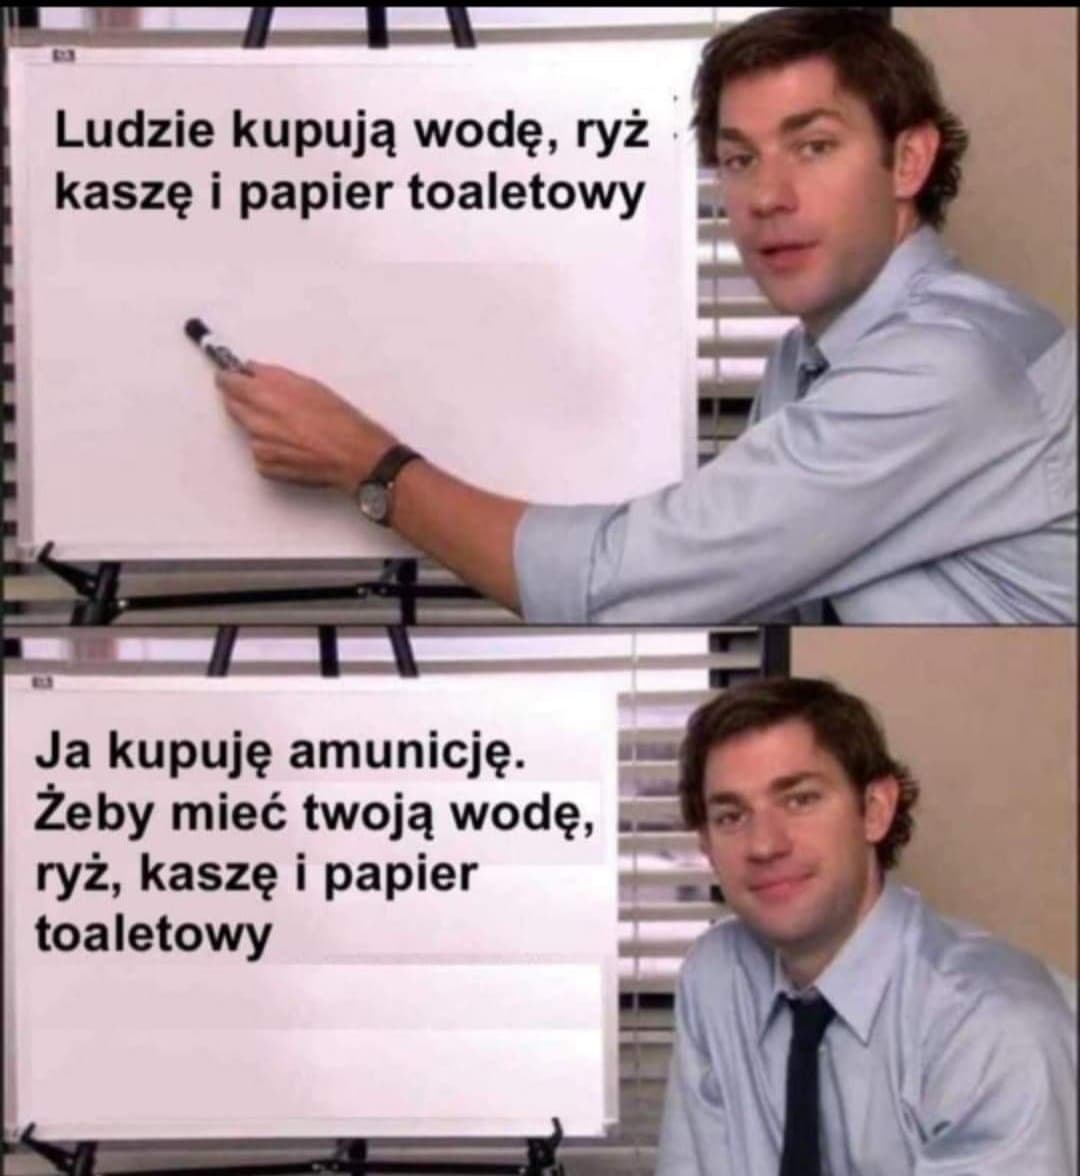 Ludzie kupują wodę, ryż
kaszę i papier toaletowy
Ja kupuję amunicję.
Żeby mieć twoją wodę,
ryż, kaszę i papier
toaletowy